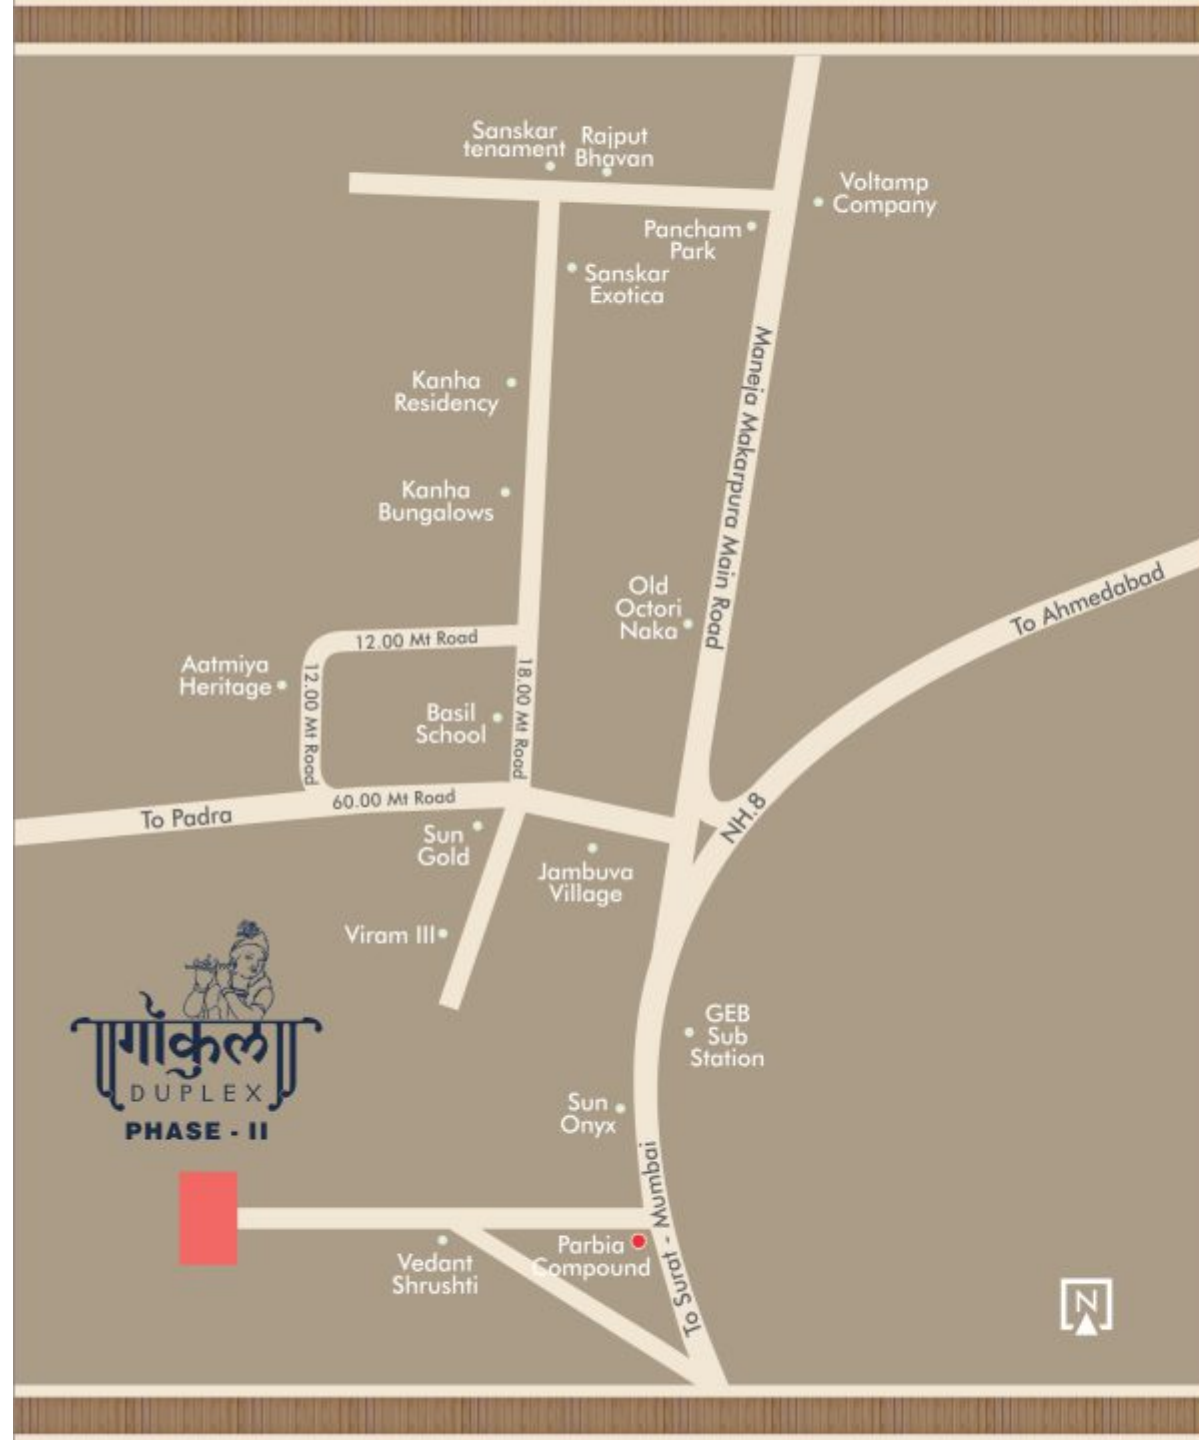 Sanskar
tenament
Rajput
Bhavan
Voltamp
Company
Pancham
Park
Sanskar
Exotica
Maneja Makarpura Main Road
Kanha
Residency
Kanha
Bungalows
Old
Octori
Naka
To Ahmedabad
12.00 Mt Road
Aatmiya
Heritage
12.00 Mt Road
18.00 Mt Road
Basil
School
To Padra
60.00 Mt Road
NH.8
Sun
Gold
Jambuva
Village
Viram III
GEB
Sub
Station
गोकुल
DUPLEX
PHASE - II
Sun
Onyx
To Surat - Mumbai
Parbia
Compound
Vedant
Shrushti
N